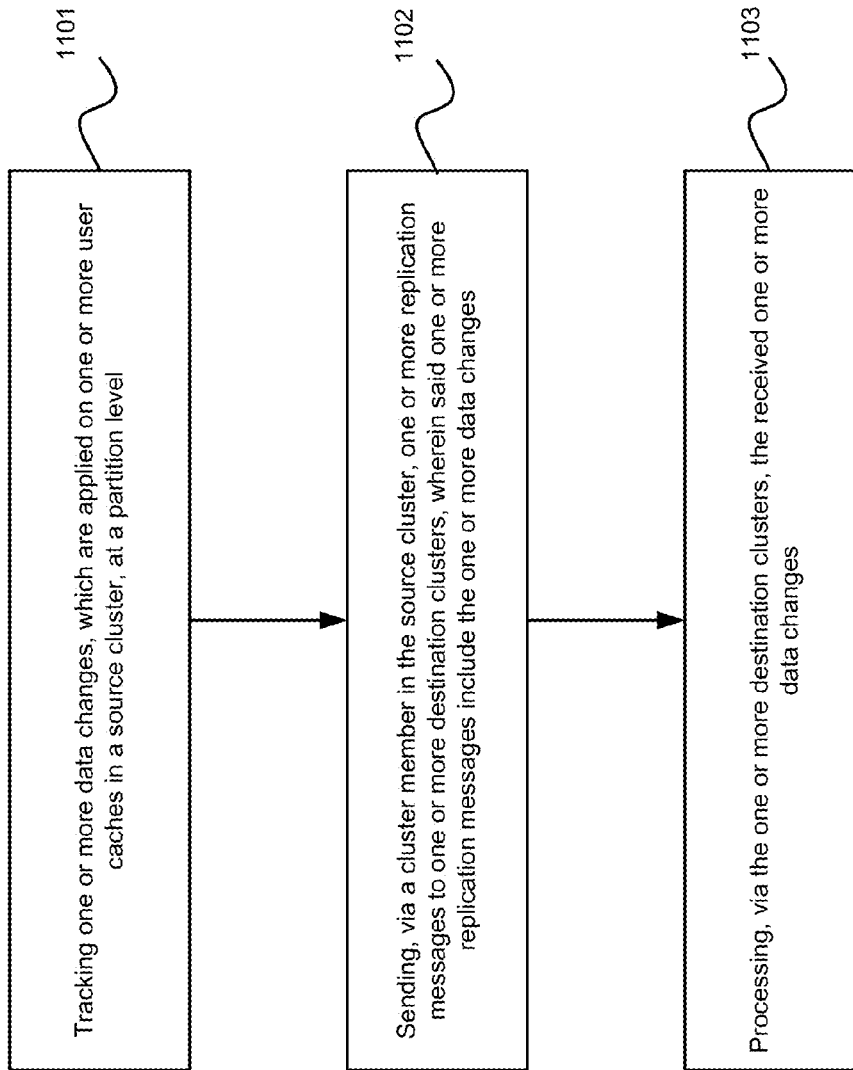 Tracking one or more data changes, which are applied on one or more user
caches in a source cluster, at a partition level
1101
Sending, via a cluster member in the source cluster, one or more replication
messages to one or more destination clusters, wherein said one or more
replication messages include the one or more data changes
1102
Processing, via the one or more destination clusters, the received one or more
data changes
1103